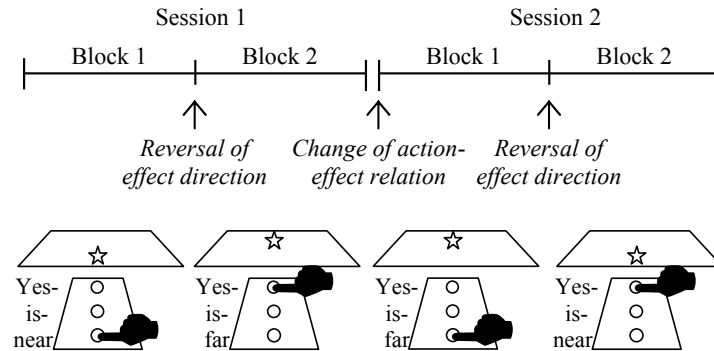 Session 1 Session 2
Block 1 Block 2 Block 1 Block 2
Reversal of Change of action- Reversal of
effect direction effect relation effect direction
Yes- Yes- Yes- Yes-
is- is- is- is-
near far far near